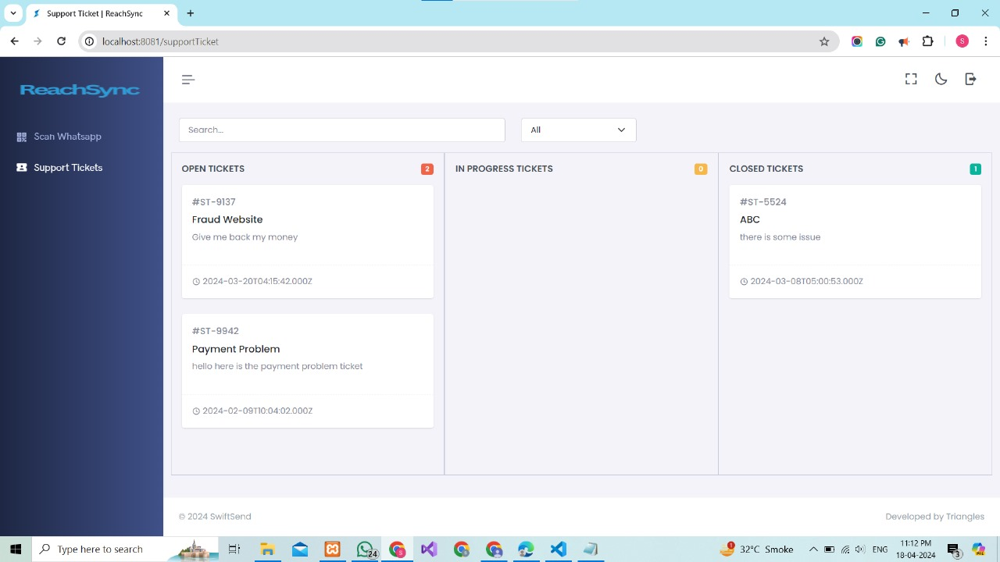 Support Ticket | ReachSync
localhost:8081/supportTicket
S
ReachSync
Scan Whatsapp
Support Tickets
Search...
All
OPEN TICKETS 2
#ST-9137
Fraud Website
Give me back my money
2024-03-20T04:15:42.000Z
#ST-9942
Payment Problem
hello here is the payment problem ticket
2024-02-09T10:04:02.000Z
IN PROGRESS TICKETS 0
CLOSED TICKETS 1
#ST-5524
ABC
there is some issue
2024-03-08T05:00:53.000Z
© 2024 SwiftSend
Developed by Triangles
Type here to search
24
S
1
32°C Smoke
ENG
11:12 PM
18-04-2024
3